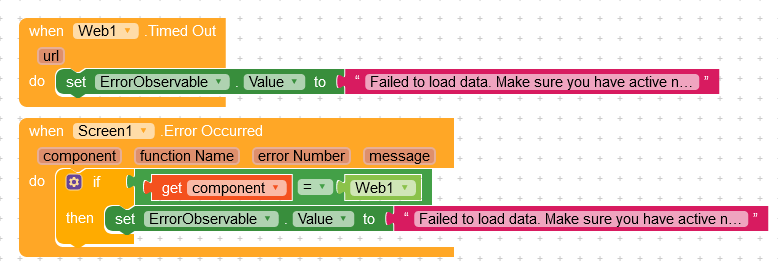 when Web1 .Timed Out
url
do set ErrorObservable . Value to “ Failed to load data. Make sure you have active n… ”
when Screen1 .Error Occurred
component function Name error Number message
do if get component = Web1
then set ErrorObservable . Value to “ Failed to load data. Make sure you have active n… ”